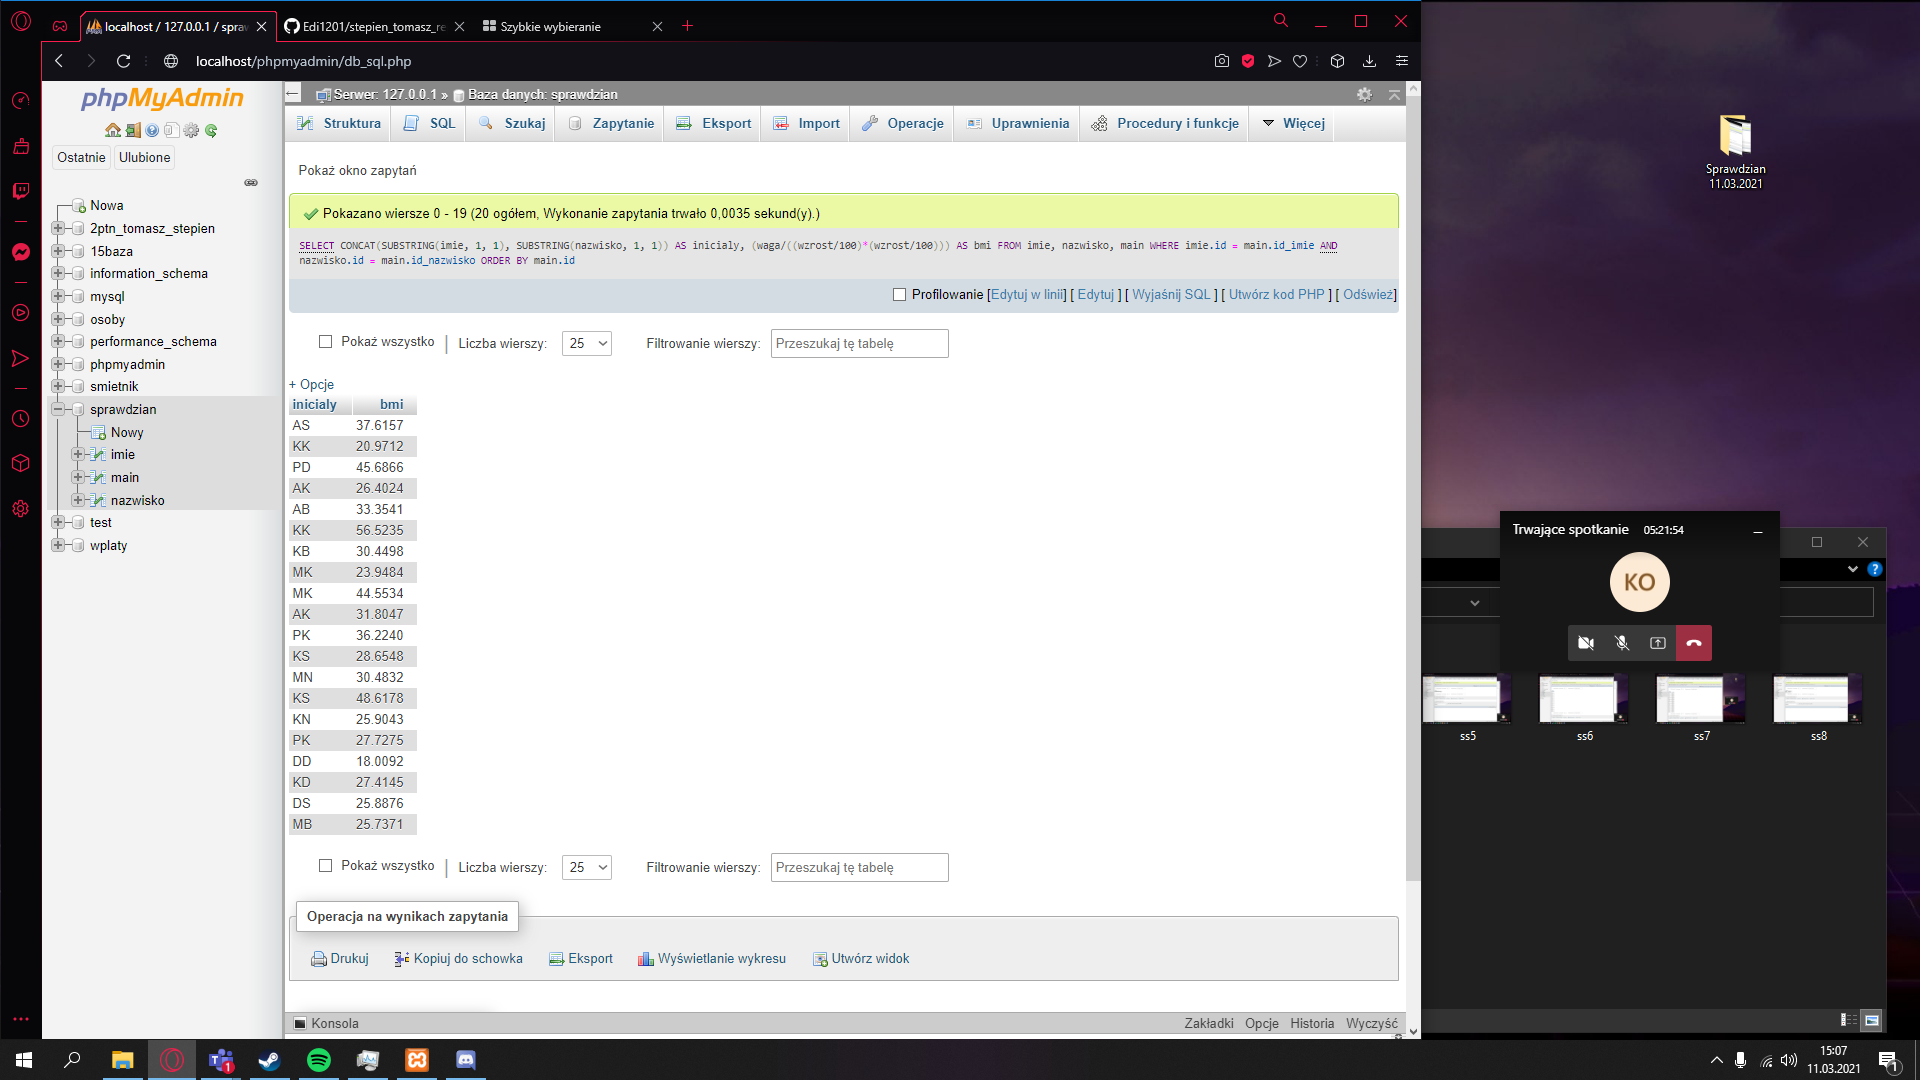 localhost / 127.0.0.1 / spraw
Edi1201/stepien_tomasz_re
Szybkie wybieranie
localhost/phpmyadmin/db_sql.php
phpMyAdmin
Ostatnie
Ulubione
Nowa
2ptn_tomasz_stepien
15baza
information_schema
mysql
osoby
performance_schema
phpmyadmin
smietnik
sprawdzian
Nowy
imie
main
nazwisko
test
wplaty
Serwer: 127.0.0.1 » Baza danych: sprawdzian
Struktura SQL Szukaj Zapytanie Eksport Import Operacje Uprawnienia Procedury i funkcje Więcej
Pokaż okno zapytań
Pokazano wiersze 0 - 19 (20 ogółem, Wykonanie zapytania trwało 0,0035 sekund(y).)
SELECT CONCAT(SUBSTRING(imie, 1, 1), SUBSTRING(nazwisko, 1, 1)) AS inicialy, (waga/((wzrost/100)*(wzrost/100))) AS bmi FROM imie, nazwisko, main WHERE imie.id = main.id_imie AND
nazwisko.id = main.id_nazwisko ORDER BY main.id
Profilowanie [Edytuj w linii] [ Edytuj ] [ Wyjaśnij SQL ] [ Utwórz kod PHP ] [ Odśwież]
Pokaż wszystko | Liczba wierszy: 25 Filtrowanie wierszy: Przeszukaj tę tabelę
+ Opcje
inicialy bmi
AS 37.6157
KK 20.9712
PD 45.6866
AK 26.4024
AB 33.3541
KK 56.5235
KB 30.4498
MK 23.9484
MK 44.5534
AK 31.8047
PK 36.2240
KS 28.6548
MN 30.4832
KS 48.6178
KN 25.9043
PK 27.7275
DD 18.0092
KD 27.4145
DS 25.8876
MB 25.7371
Pokaż wszystko | Liczba wierszy: 25 Filtrowanie wierszy: Przeszukaj tę tabelę
Operacja na wynikach zapytania
Drukuj Kopiuj do schowka Eksport Wyświetlanie wykresu Utwórz widok
Konsola
Zakładki Opcje Historia Wyczyść
Sprawdzian
11.03.2021
Trwające spotkanie 05:21:54
KO
ss5 ss6 ss7 ss8
1
15:07
11.03.2021
1